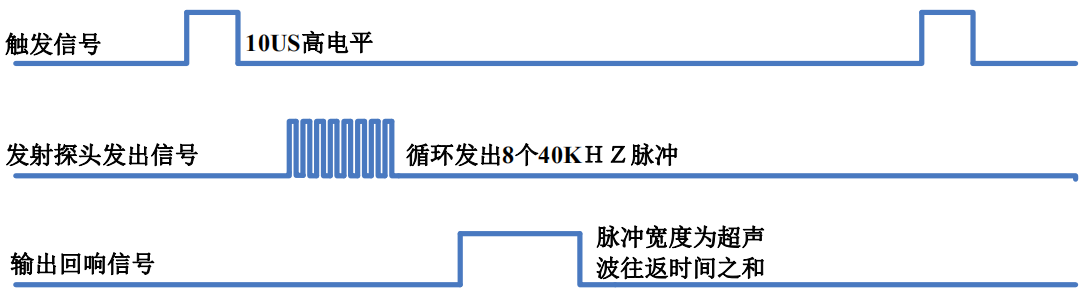 触发信号
10US高电平
发射探头发出信号
循环发出8个40KＨＺ脉冲
输出回响信号
脉冲宽度为超声
波往返时间之和